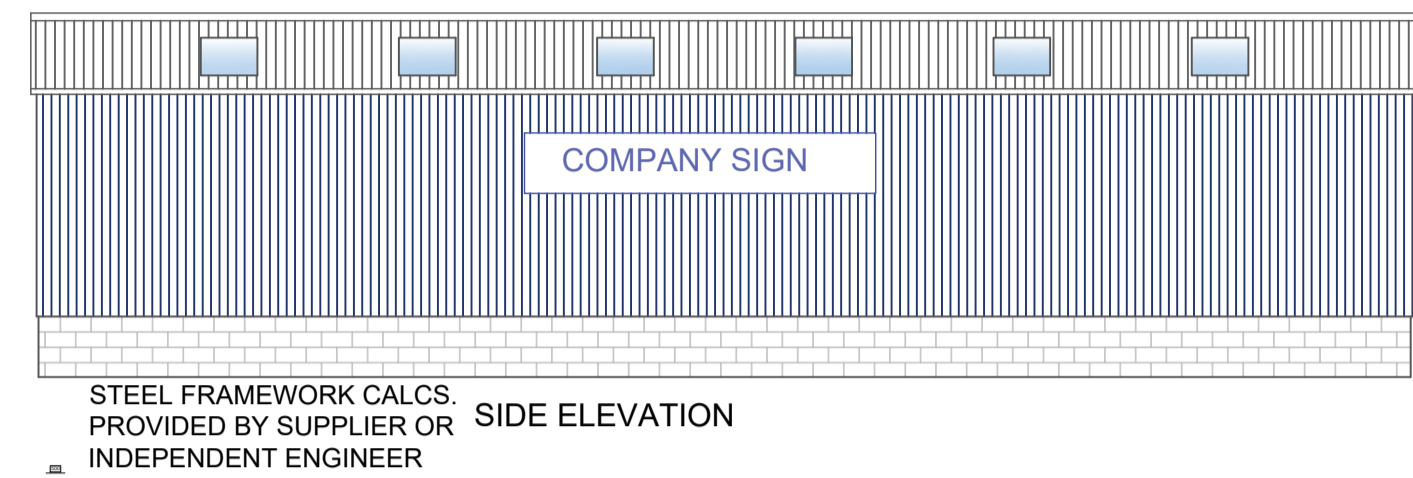 COMPANY SIGN
STEEL FRAMEWORK CALCS.
PROVIDED BY SUPPLIER OR
INDEPENDENT ENGINEER
SIDE ELEVATION